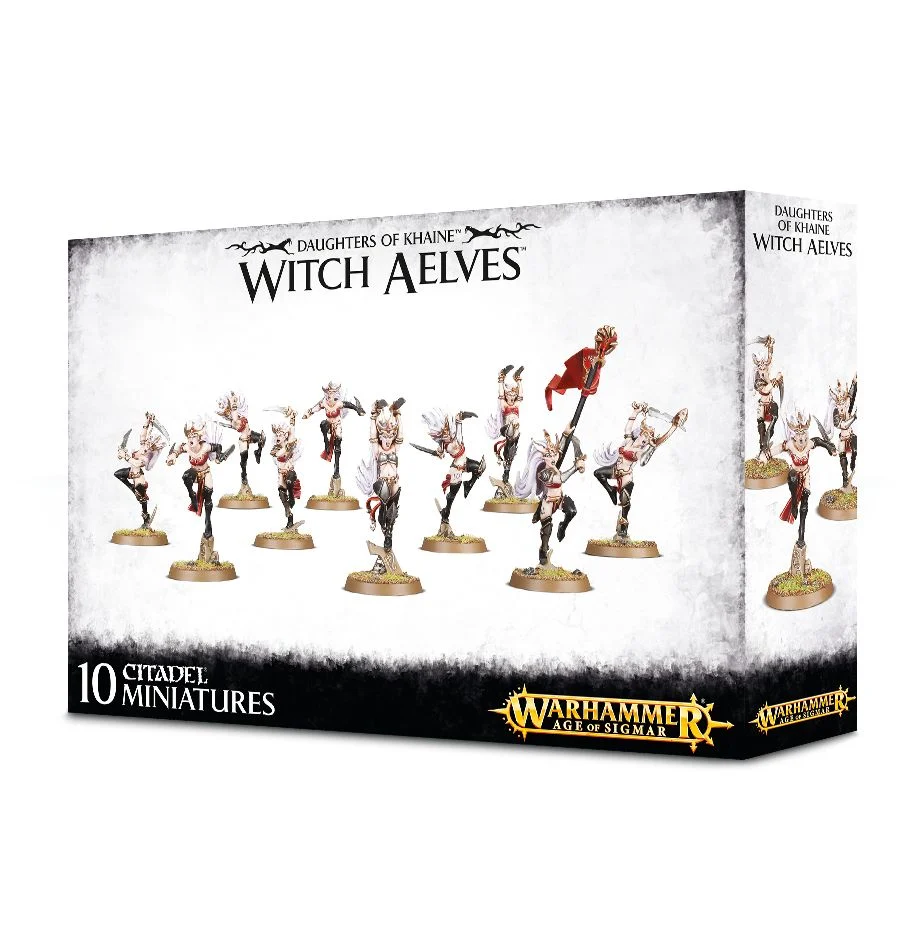 DAUGHTERS OF KHAINE™
WITCH AELVES™
10 CITADEL
MINIATURES
WARHAMMER
AGE OF SIGMAR
DAUGHTERS
OF KHAINE
WITCH AELVES
WARHAMMER
AGE OF SIGMAR